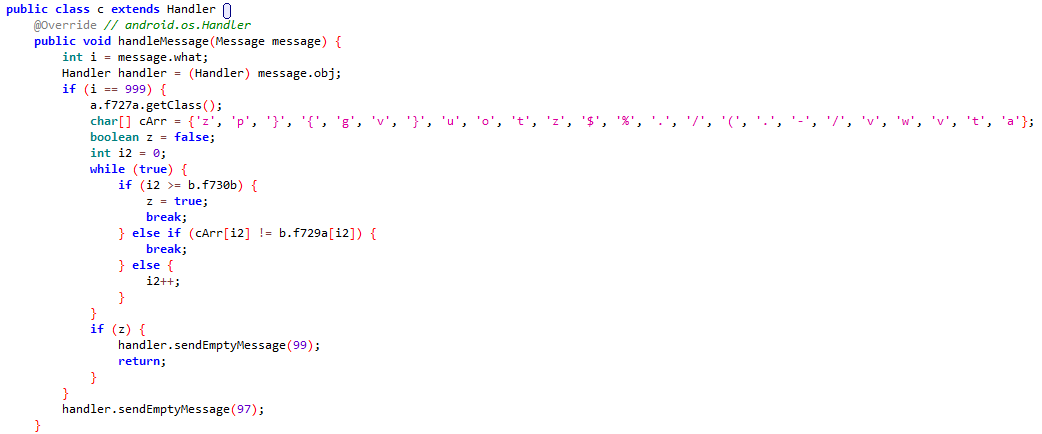 public class c extends Handler {
@Override // android.os.Handler
public void handleMessage(Message message) {
int i = message.what;
Handler handler = (Handler) message.obj;
if (i == 999) {
a.f727a.getClass();
char[] cArr = {'z', 'p', '}', '{', 'g', 'v', '}', 'u', 'o', 't', 'z', '$', '%', '.', '/', '(', '.', '-', '/', 'v', 'w', 'v', 't', 'a'};
boolean z = false;
int i2 = 0;
while (true) {
if (i2 >= b.f730b) {
z = true;
break;
} else if (cArr[i2] != b.f729a[i2]) {
break;
} else {
i2++;
}
}
if (z) {
handler.sendEmptyMessage(99);
return;
}
}
handler.sendEmptyMessage(97);
}